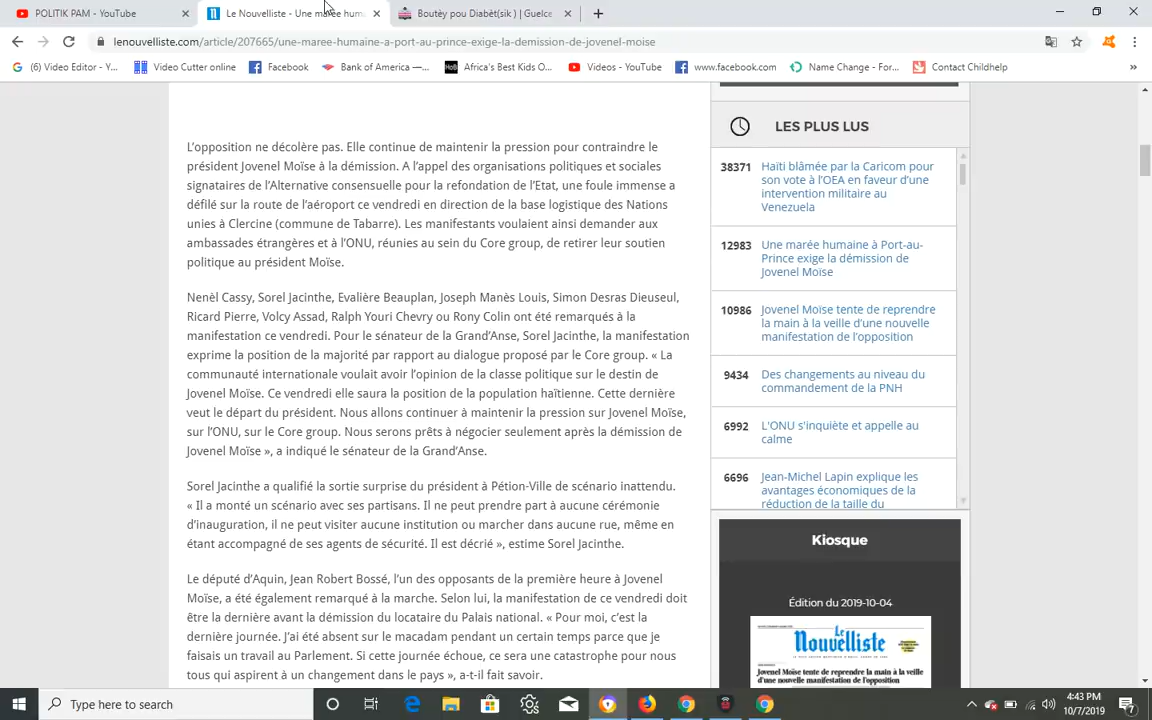 POLITIK PAM - YouTube
Le Nouvelliste - Une marée hum
Boutèy pou Diabèt(sik ) | Guelce
lenouvelliste.com/article/207665/une-maree-humaine-a-port-au-prince-exige-la-demission-de-jovenel-moise
(6) Video Editor - Y...
Video Cutter online
Facebook
Bank of America —...
Africa's Best Kids O...
Videos - YouTube
www.facebook.com
Name Change - For...
Contact Childhelp
L'opposition ne décolère pas. Elle continue de maintenir la pression pour contraindre le
président Jovenel Moïse à la démission. A l'appel des organisations politiques et sociales
signataires de l'Alternative consensuelle pour la refondation de l'Etat, une foule immense a
défilé sur la route de l'aéroport ce vendredi en direction de la base logistique des Nations
unies à Clercine (commune de Tabarre). Les manifestants voulaient ainsi demander aux
ambassades étrangères et à l'ONU, réunies au sein du Core group, de retirer leur soutien
politique au président Moïse.
Nenèl Cassy, Sorel Jacinthe, Evalière Beauplan, Joseph Manès Louis, Simon Desras Dieuseul,
Ricard Pierre, Volcy Assad, Ralph Youri Chevry ou Rony Colin ont été remarqués à la
manifestation ce vendredi. Pour le sénateur de la Grand'Anse, Sorel Jacinthe, la manifestation
exprime la position de la majorité par rapport au dialogue proposé par le Core group. « La
communauté internationale voulait avoir l'opinion de la classe politique sur le destin de
Jovenel Moïse. Ce vendredi elle saura la position de la population haïtienne. Cette dernière
veut le départ du président. Nous allons continuer à maintenir la pression sur Jovenel Moïse,
sur l'ONU, sur le Core group. Nous serons prêts à négocier seulement après la démission de
Jovenel Moïse », a indiqué le sénateur de la Grand'Anse.
Sorel Jacinthe a qualifié la sortie surprise du président à Pétion-Ville de scénario inattendu.
« Il a monté un scénario avec ses partisans. Il ne peut prendre part à aucune cérémonie
d'inauguration, il ne peut visiter aucune institution ou marcher dans aucune rue, même en
étant accompagné de ses agents de sécurité. Il est décrié », estime Sorel Jacinthe.
Le député d'Aquin, Jean Robert Bossé, l'un des opposants de la première heure à Jovenel
Moïse, a été également remarqué à la marche. Selon lui, la manifestation de ce vendredi doit
être la dernière avant la démission du locataire du Palais national. « Pour moi, c'est la
dernière journée. J'ai été absent sur le macadam pendant un certain temps parce que je
faisais un travail au Parlement. Si cette journée échoue, ce sera une catastrophe pour nous
tous qui aspirent à un changement dans le pays », a-t-il fait savoir.
LES PLUS LUS
38371 Haïti blâmée par la Caricom pour
son vote à l'OEA en faveur d'une
intervention militaire au
Venezuela
12983 Une marée humaine à Port-au-
Prince exige la démission de
Jovenel Moïse
10986 Jovenel Moïse tente de reprendre
la main à la veille d'une nouvelle
manifestation de l'opposition
9434 Des changements au niveau du
commandement de la PNH
6992 L'ONU s'inquiète et appelle au
calme
6696 Jean-Michel Lapin explique les
avantages économiques de la
réduction de la taille du
Kiosque
Édition du 2019-10-04
Le Nouvelliste
Jovenel Moïse tente de reprendre la main à la veille
d'une nouvelle manifestation de l'opposition
Type here to search
4:43 PM
10/7/2019
7